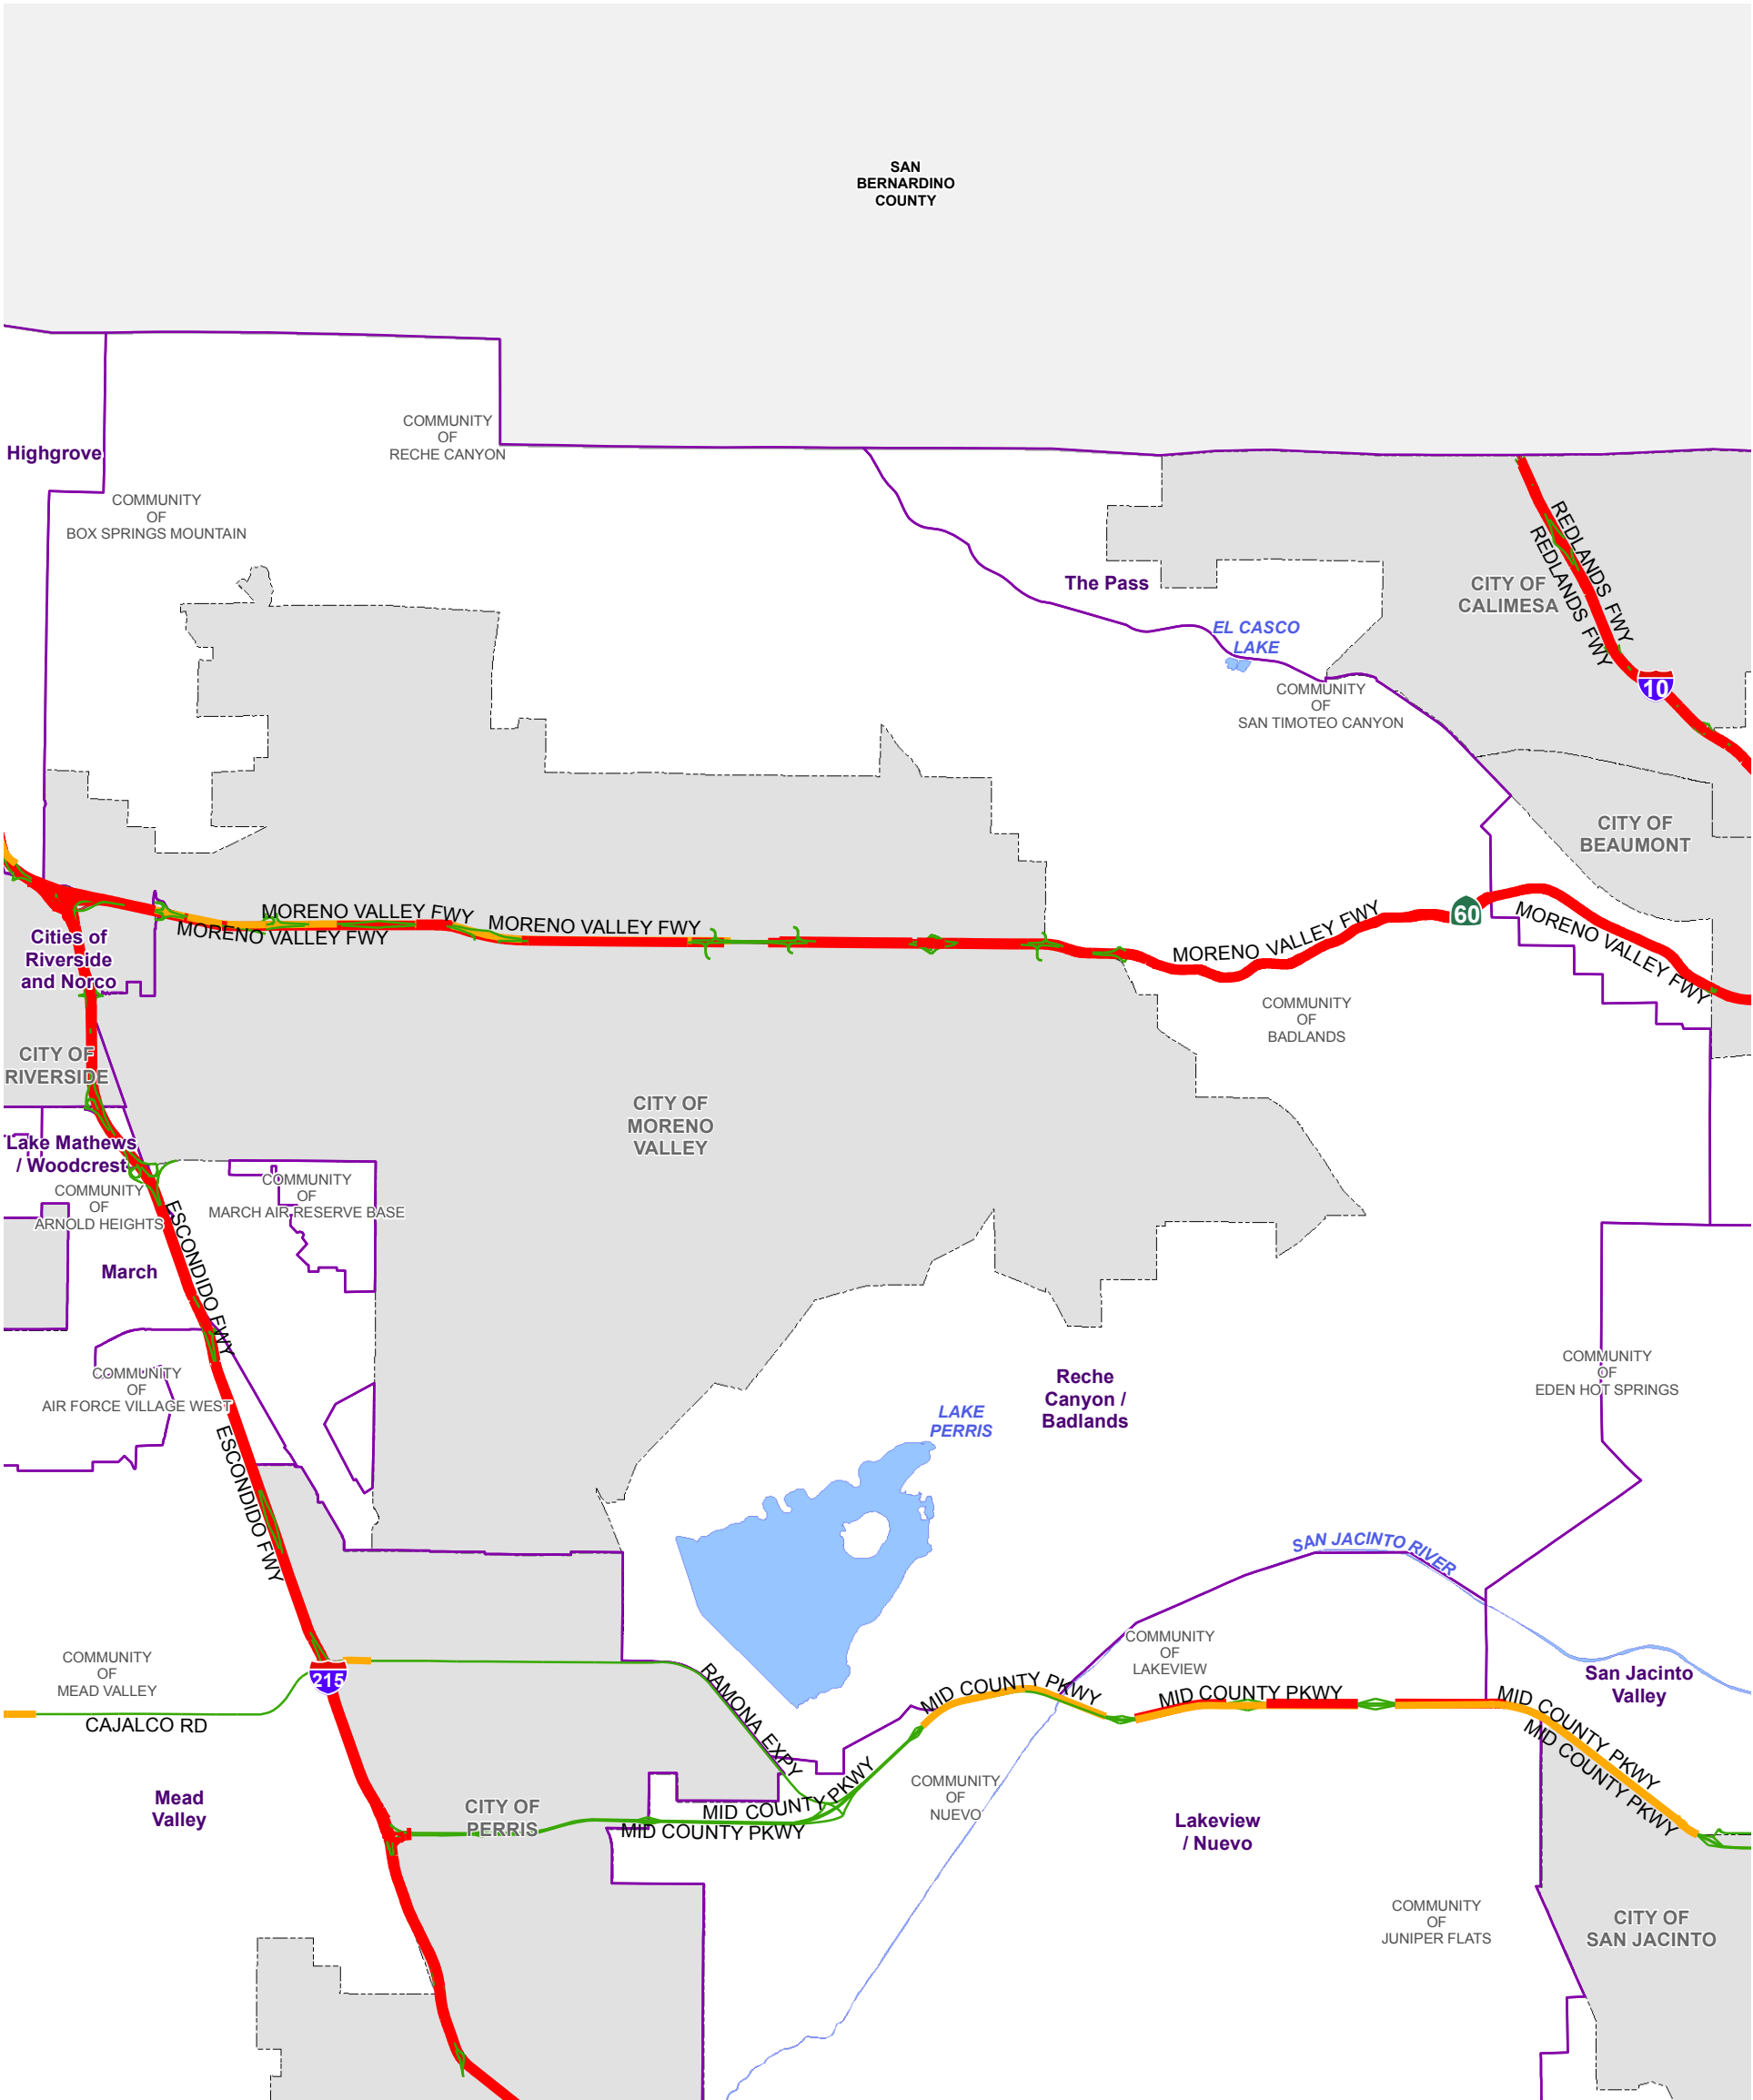 SAN
BERNARDINO
COUNTY
COMMUNITY
OF
RECHE CANYON
Highgrove
COMMUNITY
OF
BOX SPRINGS MOUNTAIN
REDLANDS FWY
REDLANDS FWY
The Pass
CITY OF
CALIMESA
EL CASCO
LAKE
10
COMMUNITY
OF
SAN TIMOTEO CANYON
CITY OF
BEAUMONT
MORENO VALLEY FWY
MORENO VALLEY FWY
MORENO VALLEY FWY
MORENO VALLEY FWY
60
MORENO VALLEY FWY
Cities of
Riverside
and Norco
COMMUNITY
OF
BADLANDS
CITY OF
RIVERSIDE
CITY OF
MORENO
VALLEY
Lake Mathews
/ Woodcrest
COMMUNITY
OF
ARNOLD HEIGHTS
COMMUNITY
OF
MARCH AIR RESERVE BASE
ESCONDIDO FWY
March
COMMUNITY
OF
AIR FORCE VILLAGE WEST
Reche
Canyon /
Badlands
COMMUNITY
OF
EDEN HOT SPRINGS
LAKE
PERRIS
ESCONDIDO FWY
SAN JACINTO RIVER
COMMUNITY
OF
MEAD VALLEY
215
RAMONA EXPY
COMMUNITY
OF
LAKEVIEW
San Jacinto
Valley
CAJALCO RD
MID COUNTY PKWY
MID COUNTY PKWY
MID COUNTY PKWY
MID COUNTY PKWY
Mead
Valley
CITY OF
PERRIS
MID COUNTY PKWY
MID COUNTY PKWY
COMMUNITY
OF
NUEVO
Lakeview
/ Nuevo
COMMUNITY
OF
JUNIPER FLATS
CITY OF
SAN JACINTO